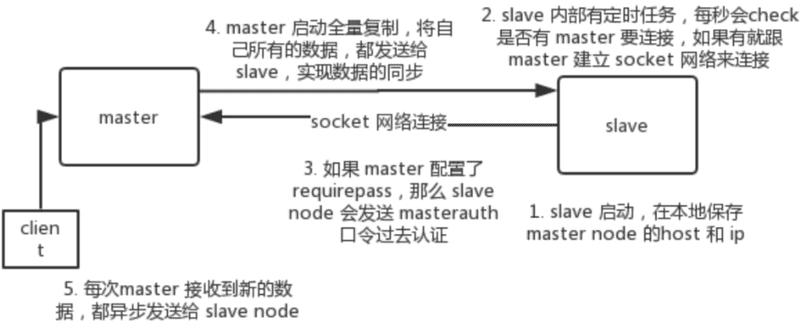 4. master 启动全量复制，将自
己所有的数据，都发送给
slave，实现数据的同步
2. slave 内部有定时任务，每秒会check
是否有 master 要连接，如果有就跟
master 建立 socket 网络来连接
master
socket 网络连接
slave
3. 如果 master 配置了
requirepass，那么 slave
node 会发送 masterauth
口令过去认证
1. slave 启动，在本地保存
master node 的host 和 ip
clien
t
5. 每次master 接收到新的数
据，都异步发送给 slave node